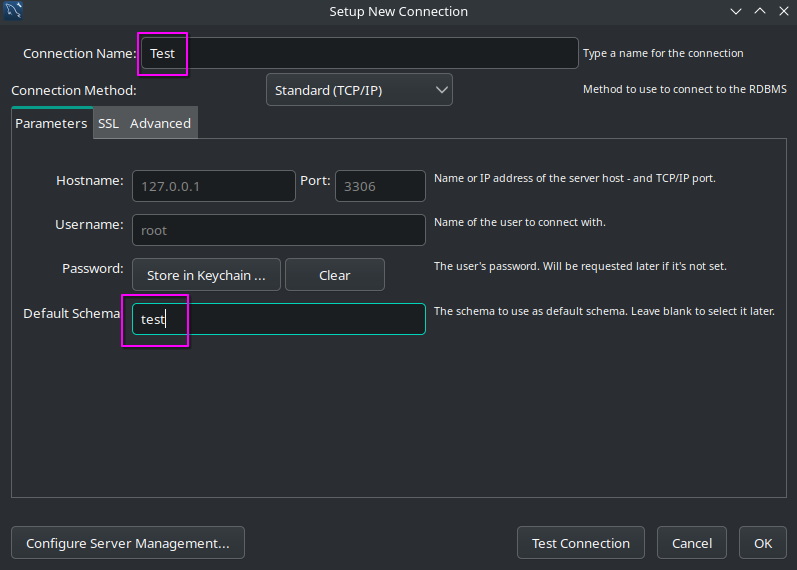 Setup New Connection
Connection Name: Test Type a name for the connection
Connection Method: Standard (TCP/IP) Method to use to connect to the RDBMS
Parameters SSL Advanced
Hostname: 127.0.0.1 Port: 3306 Name or IP address of the server host - and TCP/IP port.
Username: root Name of the user to connect with.
Password: Store in Keychain ... Clear The user's password. Will be requested later if it's not set.
Default Schema test The schema to use as default schema. Leave blank to select it later.
Configure Server Management... Test Connection Cancel OK